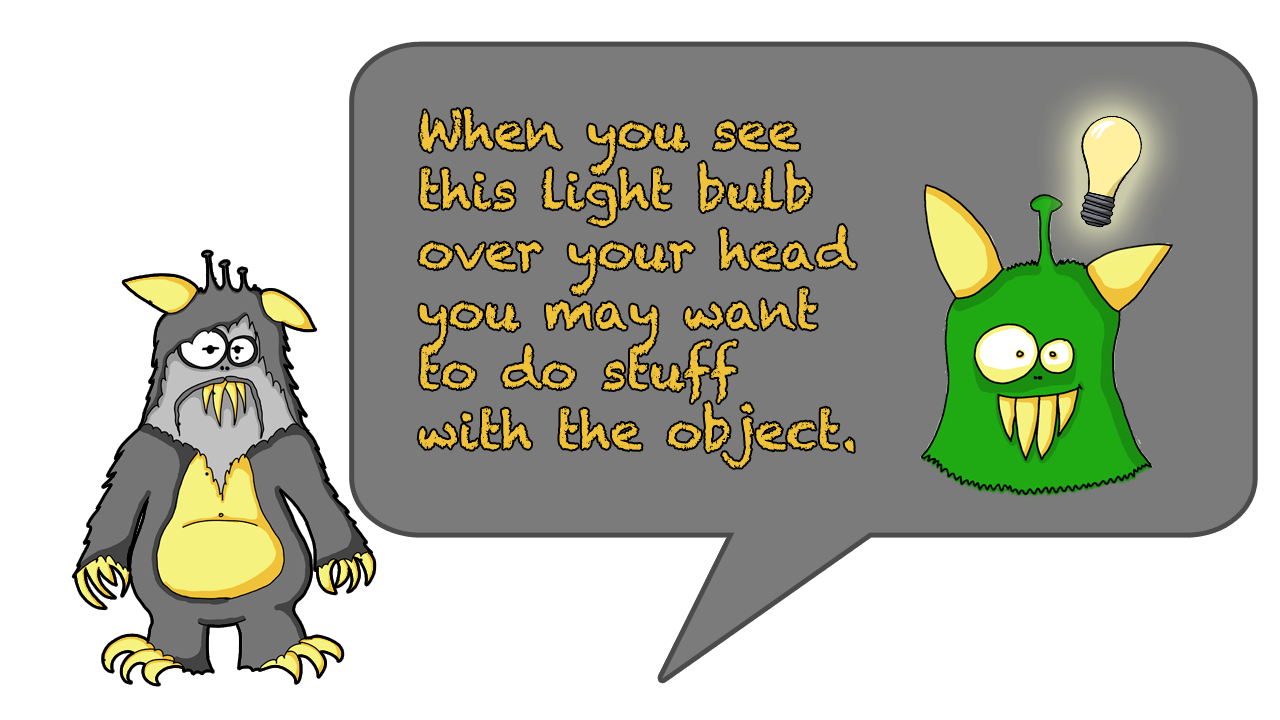 When you see
this light bulb
over your head
you may want
to do stuff
with the object.